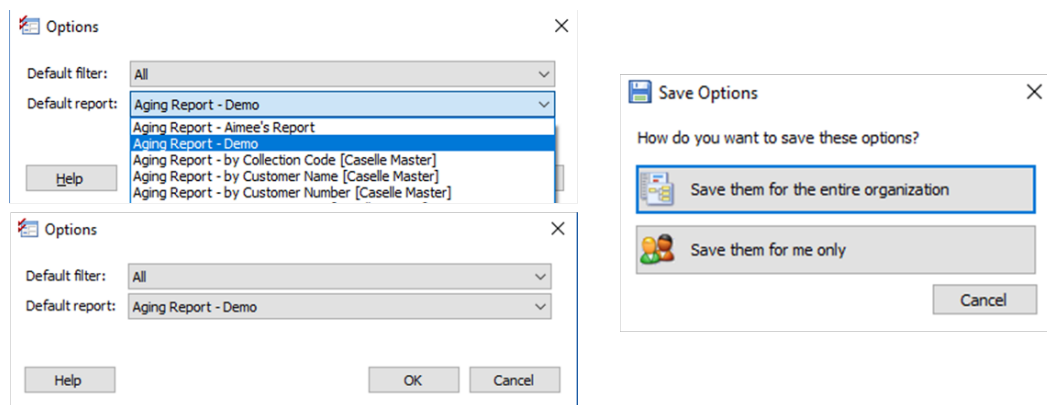 Options
Default filter: All
Default report: Aging Report - Demo
Aging Report - Aimee's Report
Aging Report - Demo
Aging Report - by Collection Code [Caselle Master]
Aging Report - by Customer Name [Caselle Master]
Aging Report - by Customer Number [Caselle Master]
Help
Options
Default filter: All
Default report: Aging Report - Demo
Help OK Cancel
Save Options
How do you want to save these options?
Save them for the entire organization
Save them for me only
Cancel